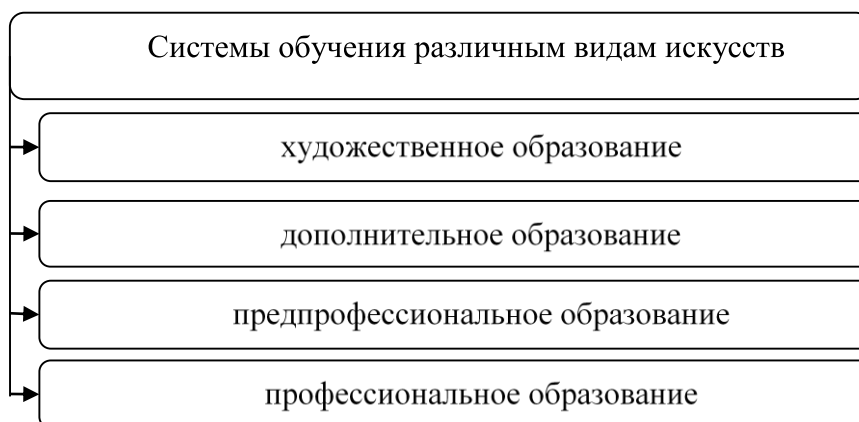 Системы обучения различным видам искусств
художественное образование
дополнительное образование
предпрофессиональное образование
профессиональное образование